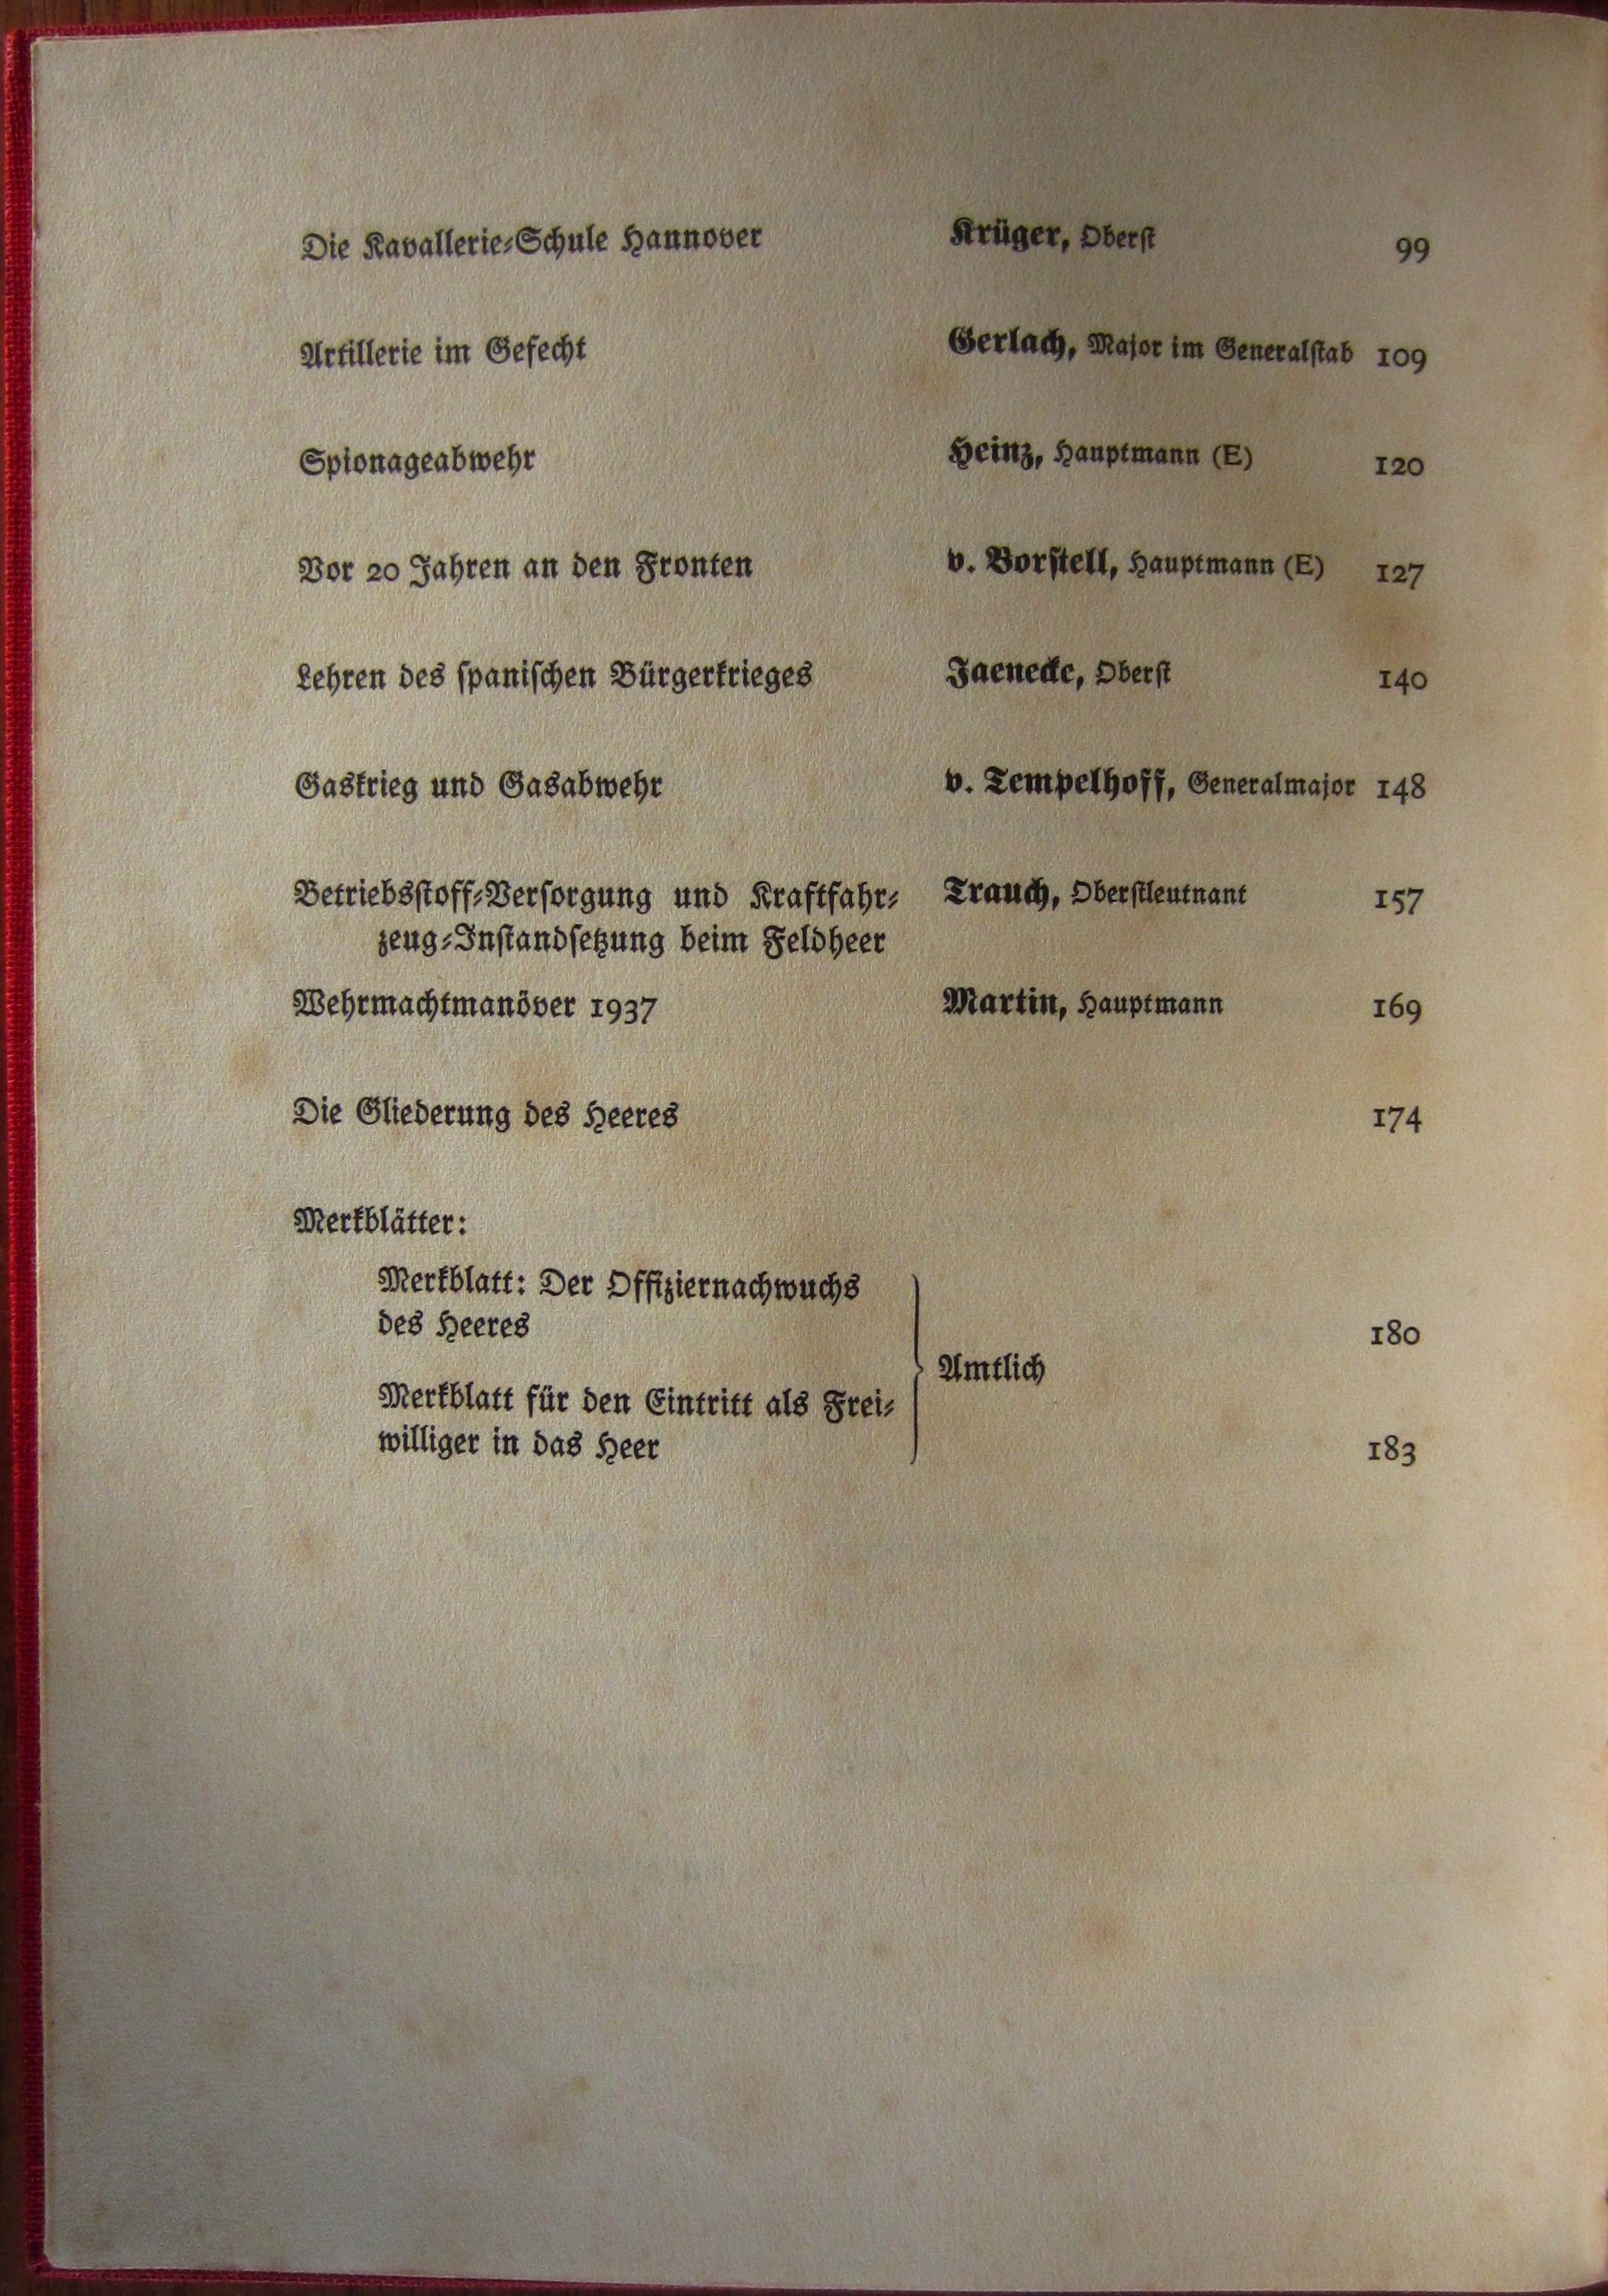 Die Kavallerie-Schule Hannover Krüger, Oberſt 99
Artillerie im Gefecht Gerlach, Major im Generalſtab 109
Spionageabwehr Heinz, Hauptmann (E) 120
Vor 20 Jahren an den Fronten v. Borſtell, Hauptmann (E) 127
Lehren des ſpaniſchen Bürgerkrieges Jaenecke, Oberſt 140
Gaskrieg und Gasabwehr v. Tempelhoff, Generalmajor 148
Betriebsſtoff-Verſorgung und Kraftfahr- Trauch, Oberſtleutnant 157
zeug-Inſtandſetzung beim Feldheer
Wehrmachtmanöver 1937 Martin, Hauptmann 169
Die Gliederung des Heeres 174
Merkblätter:
Merkblatt: Der Offiziernachwuchs
des Heeres 180
Amtlich
Merkblatt für den Eintritt als Frei-
williger in das Heer 183